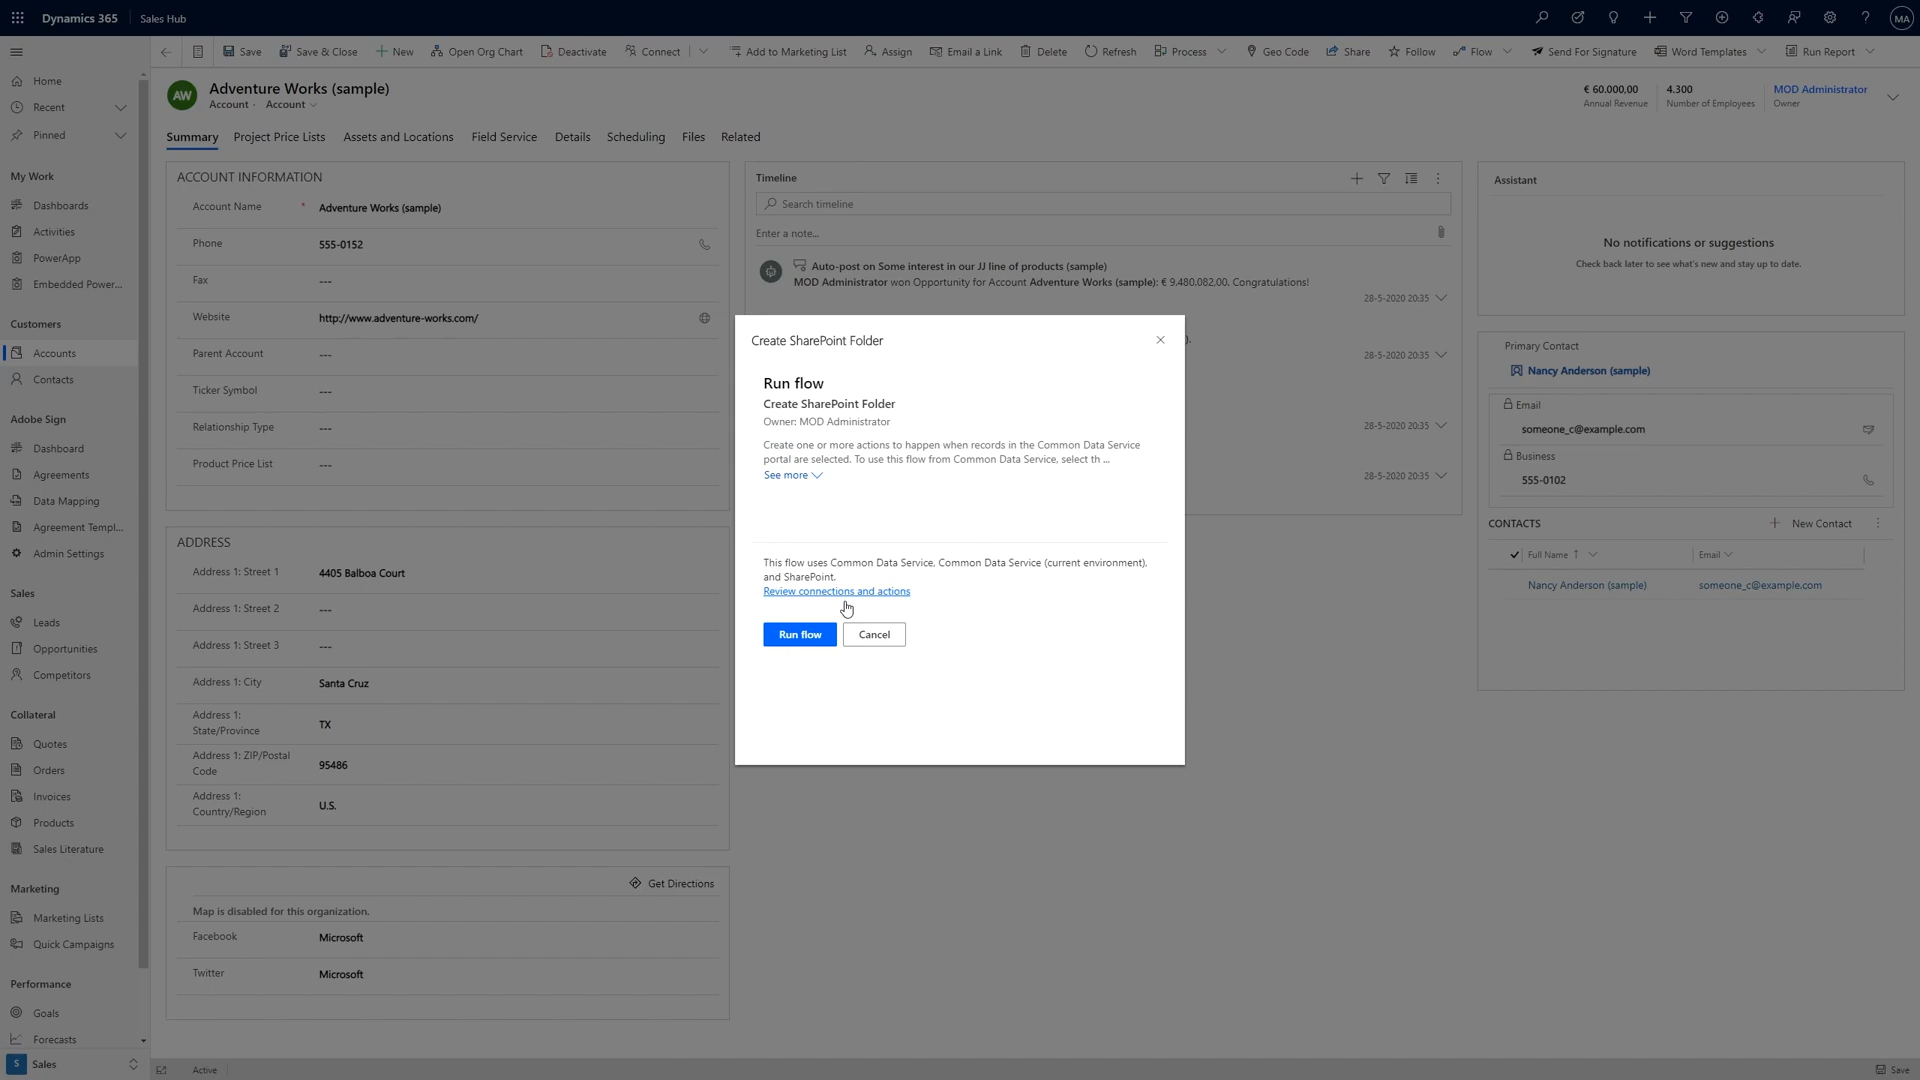 Dynamics 365
Sales Hub
MA
Save
Save & Close
New
Open Org Chart
Deactivate
Connect
Add to Marketing List
Assign
Email a Link
Delete
Refresh
Process
Geo Code
Share
Follow
Flow
Send For Signature
Word Templates
Run Report
Home
Recent
Pinned
My Work
Dashboards
Activities
PowerApp
Embedded Power...
Customers
Accounts
Contacts
Adobe Sign
Dashboard
Agreements
Data Mapping
Agreement Templ...
Admin Settings
Sales
Leads
Opportunities
Competitors
Collateral
Quotes
Orders
Invoices
Products
Sales Literature
Marketing
Marketing Lists
Quick Campaigns
Performance
Goals
Forecasts
S Sales
AW
Adventure Works (sample)
Account · Account
€ 60.000,00
Annual Revenue
4.300
Number of Employees
MOD Administrator
Owner
Summary
Project Price Lists
Assets and Locations
Field Service
Details
Scheduling
Files
Related
ACCOUNT INFORMATION
Account Name * Adventure Works (sample)
Phone 555-0152
Fax ---
Website http://www.adventure-works.com/
Parent Account ---
Ticker Symbol ---
Relationship Type ---
Product Price List ---
ADDRESS
Address 1: Street 1 4405 Balboa Court
Address 1: Street 2 ---
Address 1: Street 3 ---
Address 1: City Santa Cruz
Address 1:
State/Province
TX
Address 1: ZIP/Postal
Code
95486
Address 1:
Country/Region
U.S.
Get Directions
Map is disabled for this organization.
Facebook Microsoft
Twitter Microsoft
Timeline
Search timeline
Enter a note...
Auto-post on Some interest in our JJ line of products (sample)
MOD Administrator won Opportunity for Account Adventure Works (sample): € 9.480.082,00. Congratulations!
28-5-2020 20:35
).
28-5-2020 20:35
28-5-2020 20:35
28-5-2020 20:35
Create SharePoint Folder
Run flow
Create SharePoint Folder
Owner: MOD Administrator
Create one or more actions to happen when records in the Common Data Service
portal are selected. To use this flow from Common Data Service, select th ...
See more
This flow uses Common Data Service, Common Data Service (current environment),
and SharePoint.
Review connections and actions
Run flow
Cancel
Assistant
No notifications or suggestions
Check back later to see what's new and stay up to date.
Primary Contact
Nancy Anderson (sample)
Email
someone_c@example.com
Business
555-0102
CONTACTS
New Contact
Full Name ↑
Email
Nancy Anderson (sample)
someone_c@example.com
Active
Save